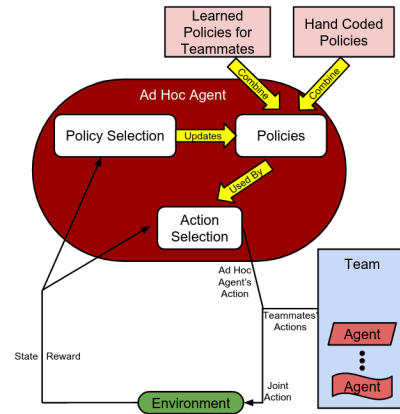 Learned
Policies for
Teammates
Hand Coded
Policies
Combine
Combine
Ad Hoc Agent
Policy Selection
Updates
Policies
Used By
Action
Selection
Ad Hoc
Agent's
Action
Team
Teammates'
Actions
Agent
Agent
State
Reward
Joint
Action
Environment